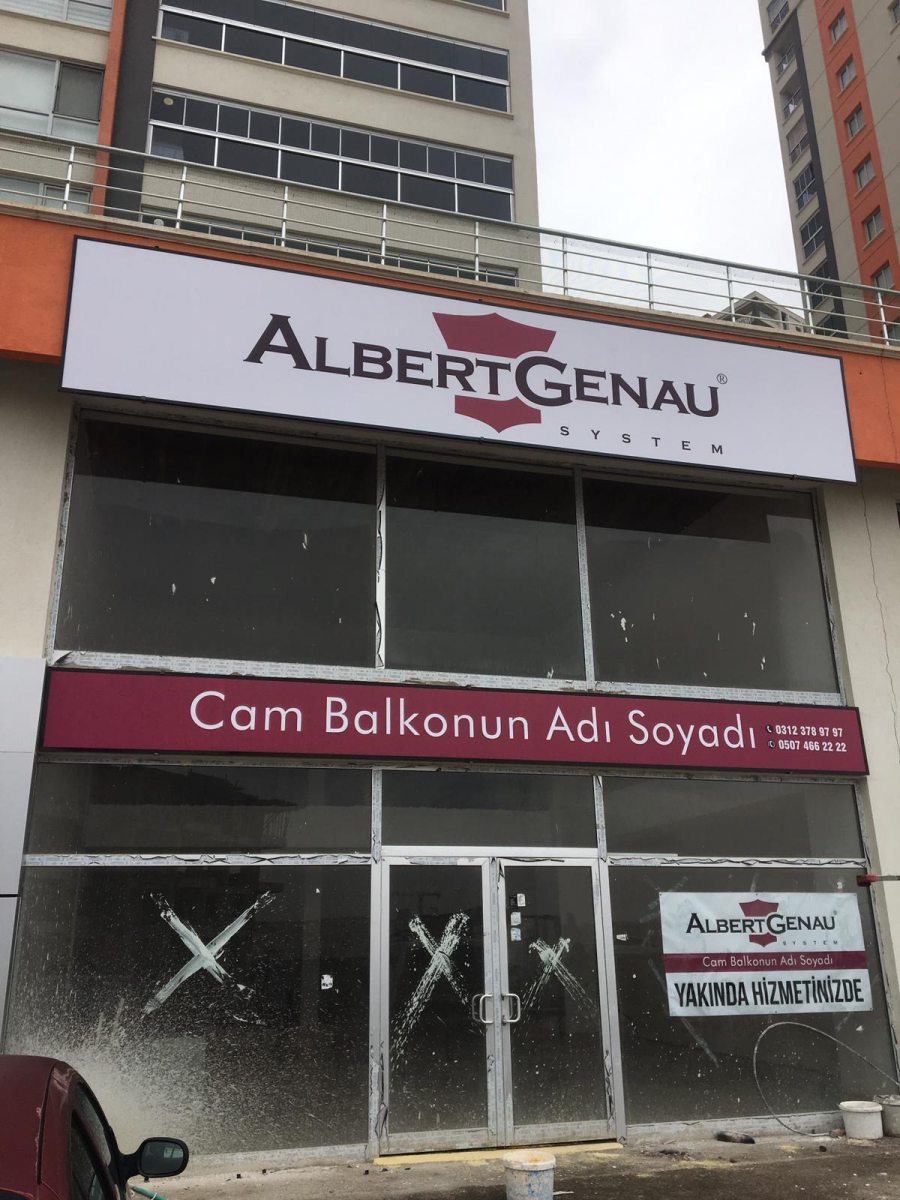 ALBERTGENAU®
SYSTEM
Cam Balkonun Adı Soyadı
0312 378 97 97
0507 466 22 22
ALBERTGENAU®
SYSTEM
Cam Balkonun Adı Soyadı
YAKINDA HİZMETİNİZDE